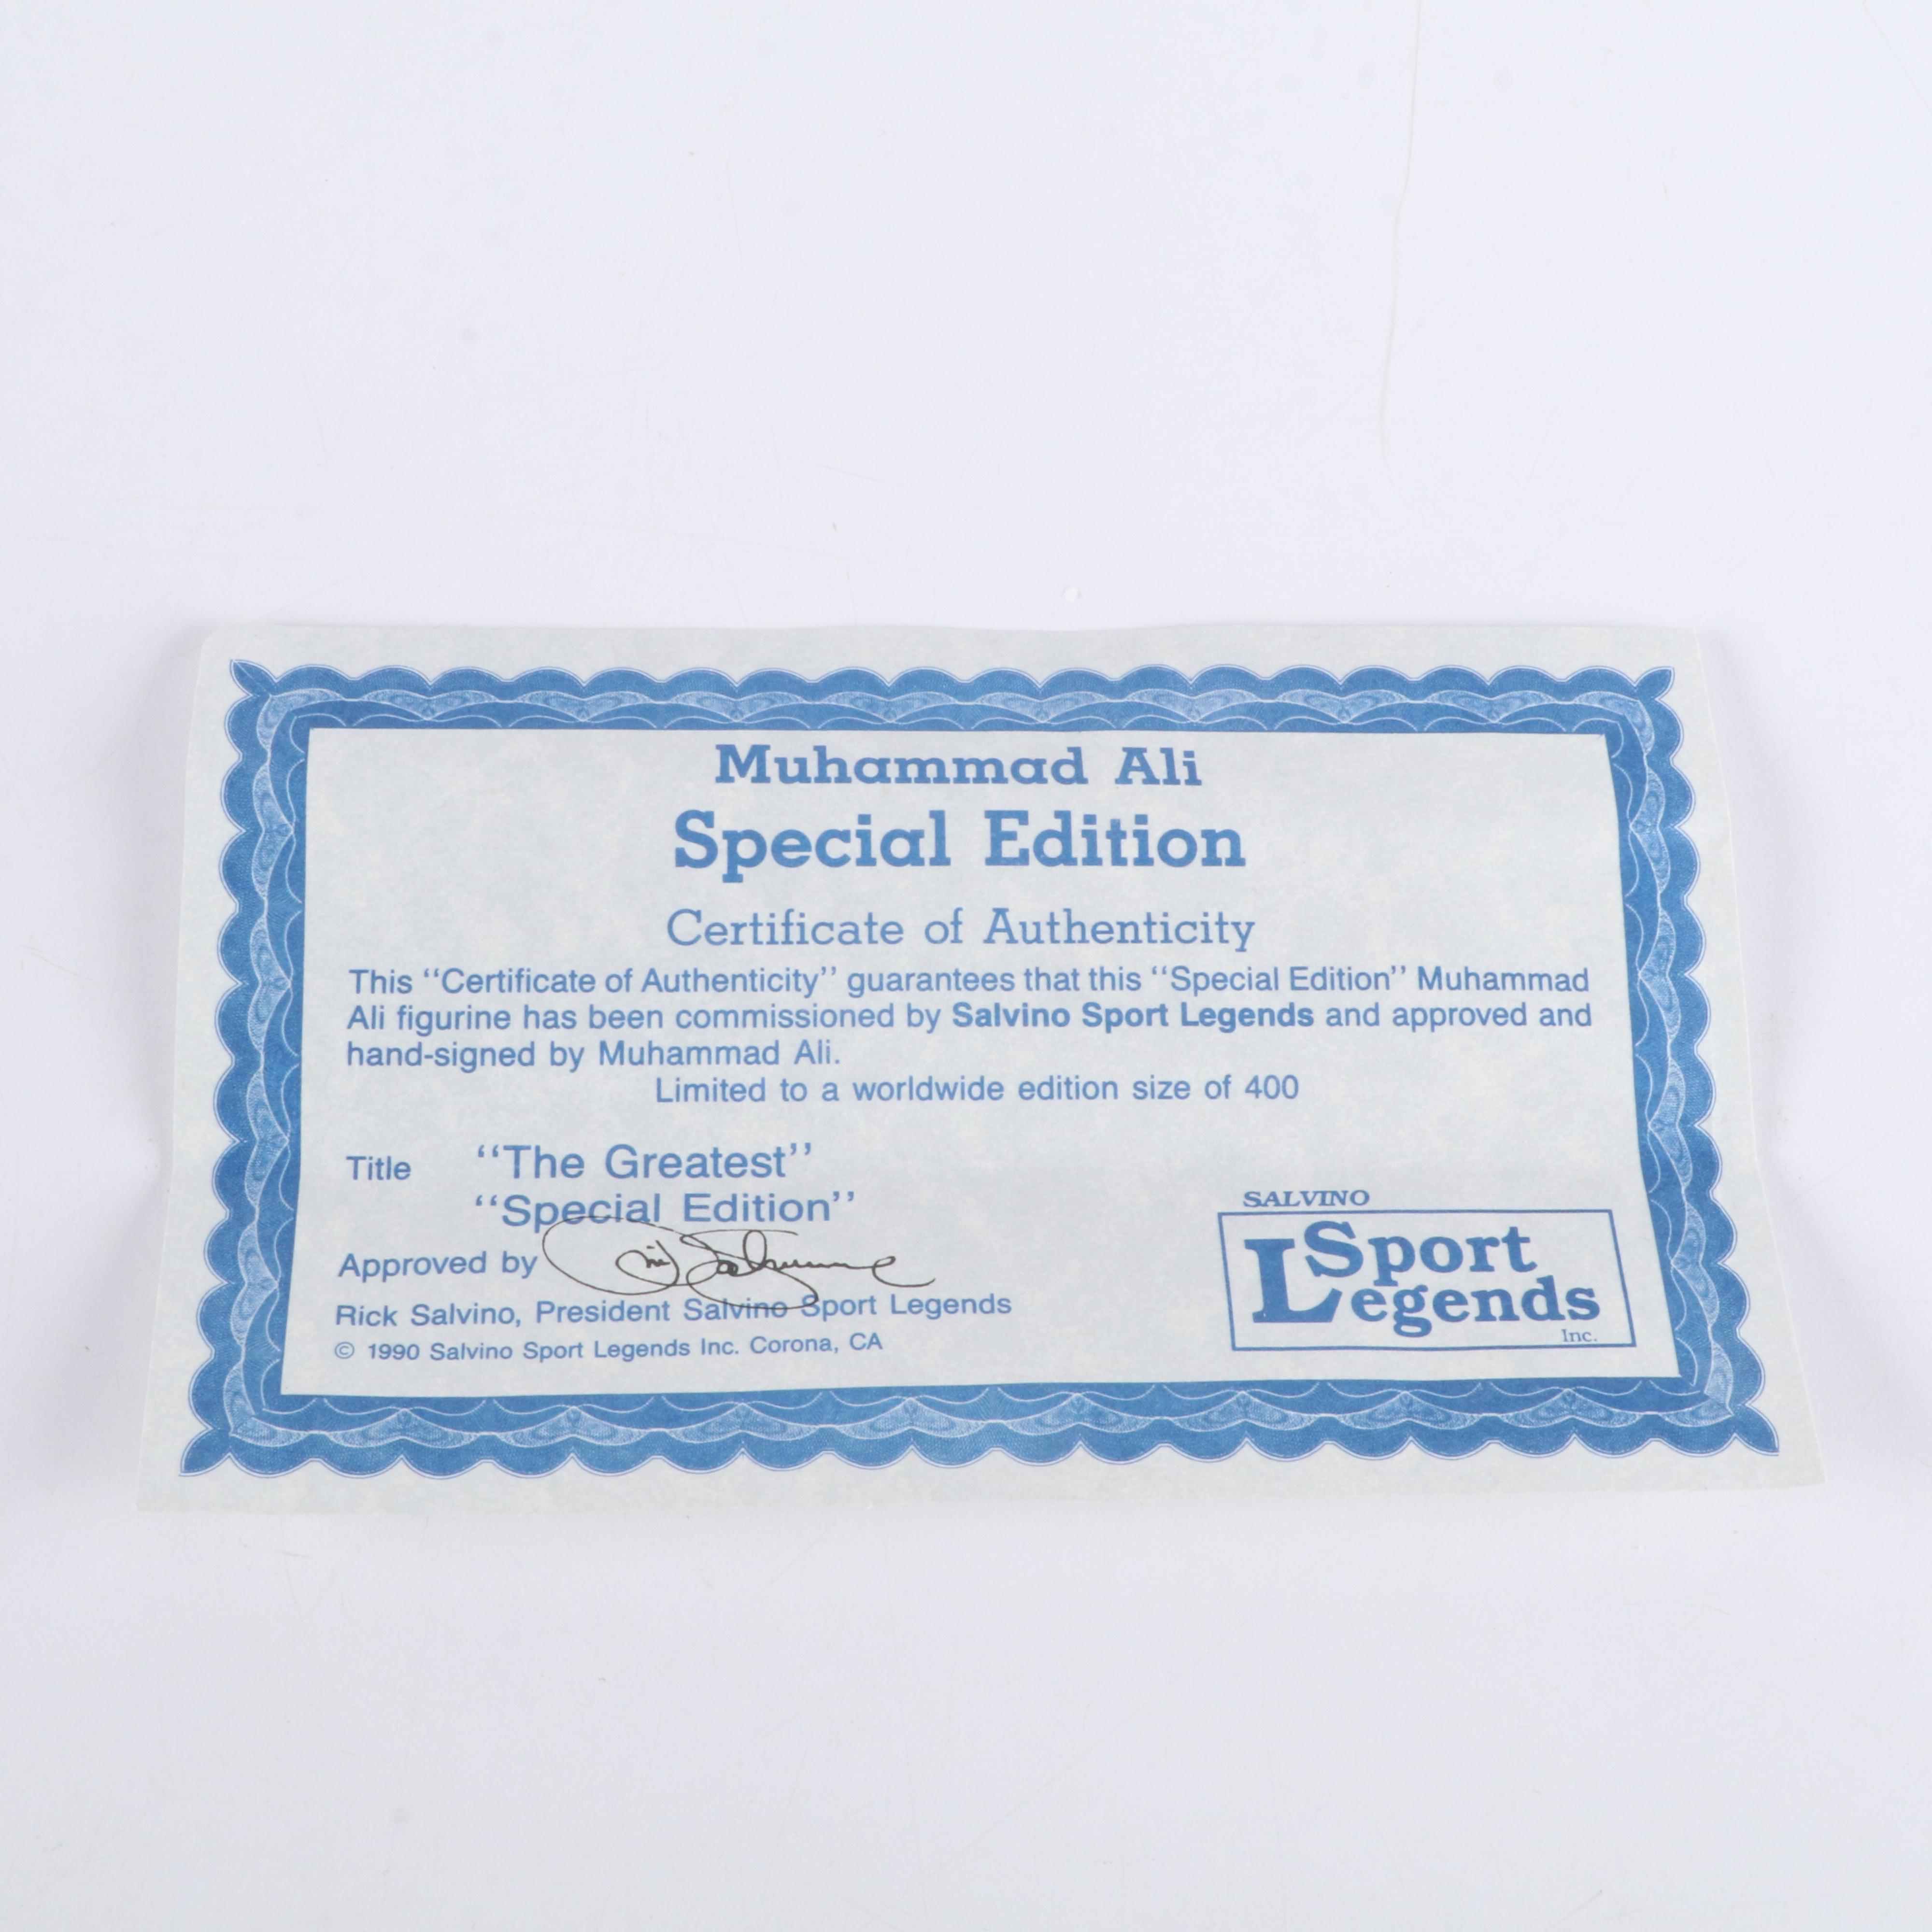 Muhammad Ali
Special Edition
Certificate of Authenticity
This ‘‘Certificate of Authenticity’’ guarantees that this ‘‘Special Edition’’ Muhammad
Ali figurine has been commissioned by Salvino Sport Legends and approved and
hand-signed by Muhammad Ali.
Limited to a worldwide edition size of 400
Title ‘‘The Greatest’’
‘‘Special Edition’’
Approved by
Rick Salvino, President Salvino Sport Legends
© 1990 Salvino Sport Legends Inc. Corona, CA
SALVINO
Sport
Legends
Inc.